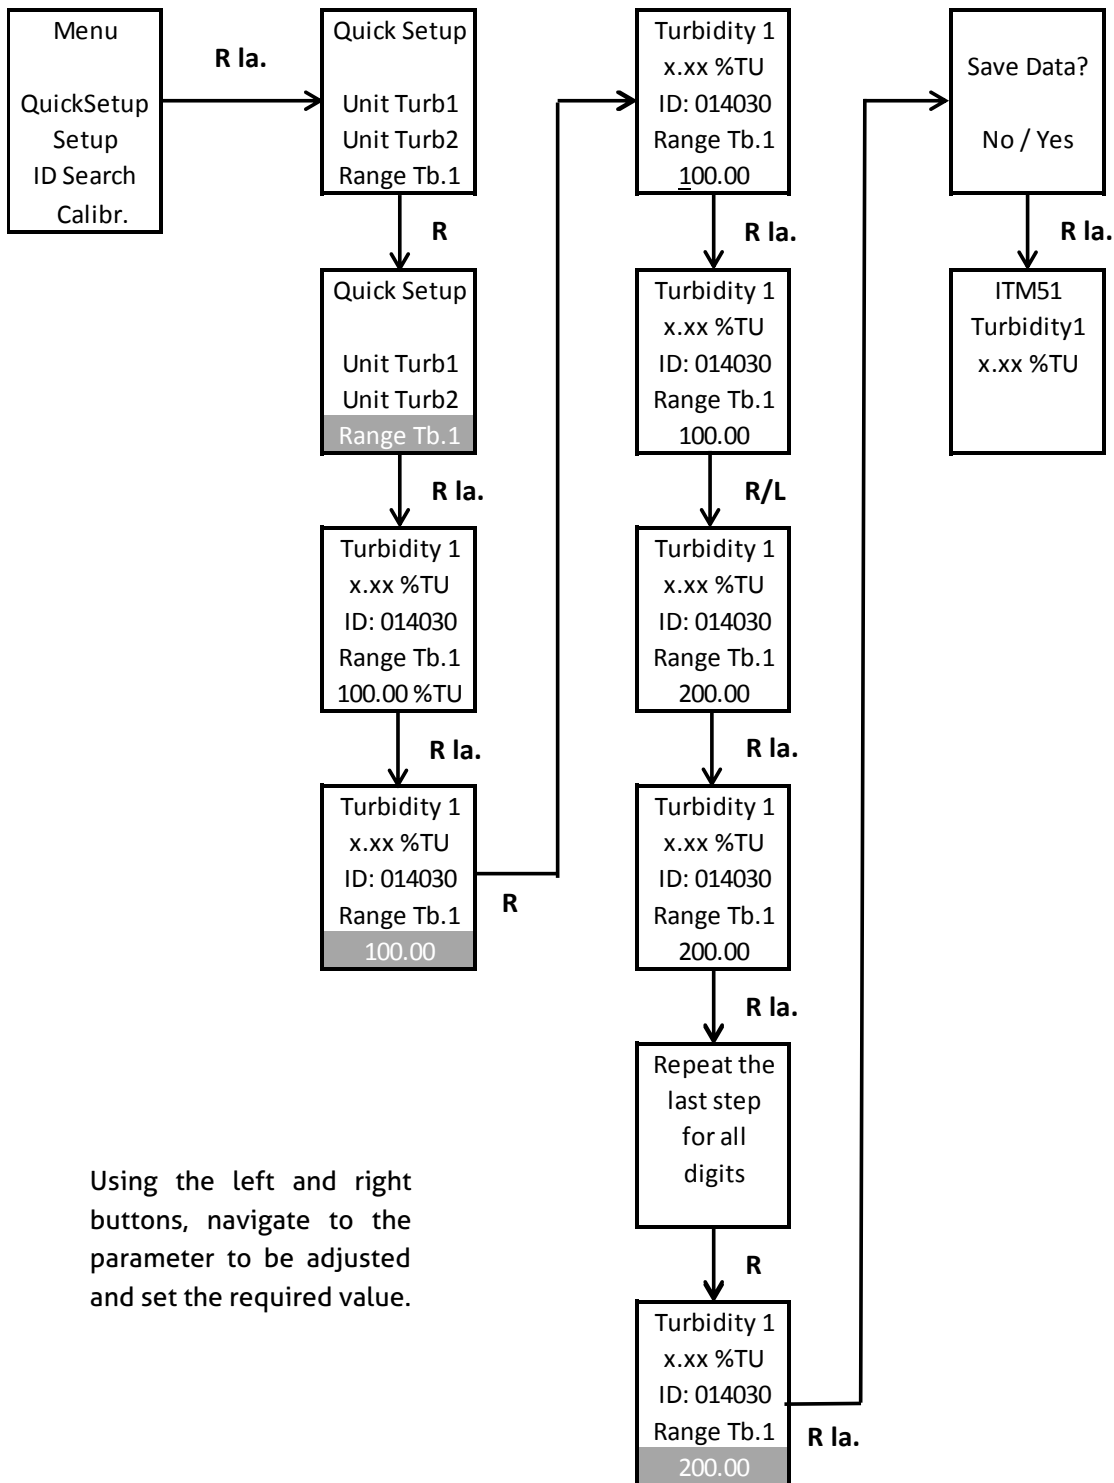 Menu
QuickSetup
Setup
ID Search
Calibr.
R la.
Quick Setup
Unit Turb1
Unit Turb2
Range Tb.1
R
Quick Setup
Unit Turb1
Unit Turb2
Range Tb.1
R la.
Turbidity 1
x.xx %TU
ID: 014030
Range Tb.1
100.00 %TU
R la.
Turbidity 1
x.xx %TU
ID: 014030
Range Tb.1
100.00
R
Turbidity 1
x.xx %TU
ID: 014030
Range Tb.1
100.00
R la.
Turbidity 1
x.xx %TU
ID: 014030
Range Tb.1
100.00
R/L
Turbidity 1
x.xx %TU
ID: 014030
Range Tb.1
200.00
R la.
Turbidity 1
x.xx %TU
ID: 014030
Range Tb.1
200.00
R la.
Repeat the
last step
for all
digits
R
Turbidity 1
x.xx %TU
ID: 014030
Range Tb.1
200.00
R la.
Save Data?
No / Yes
R la.
ITM51
Turbidity1
x.xx %TU
Using the left and right
buttons, navigate to the
parameter to be adjusted
and set the required value.